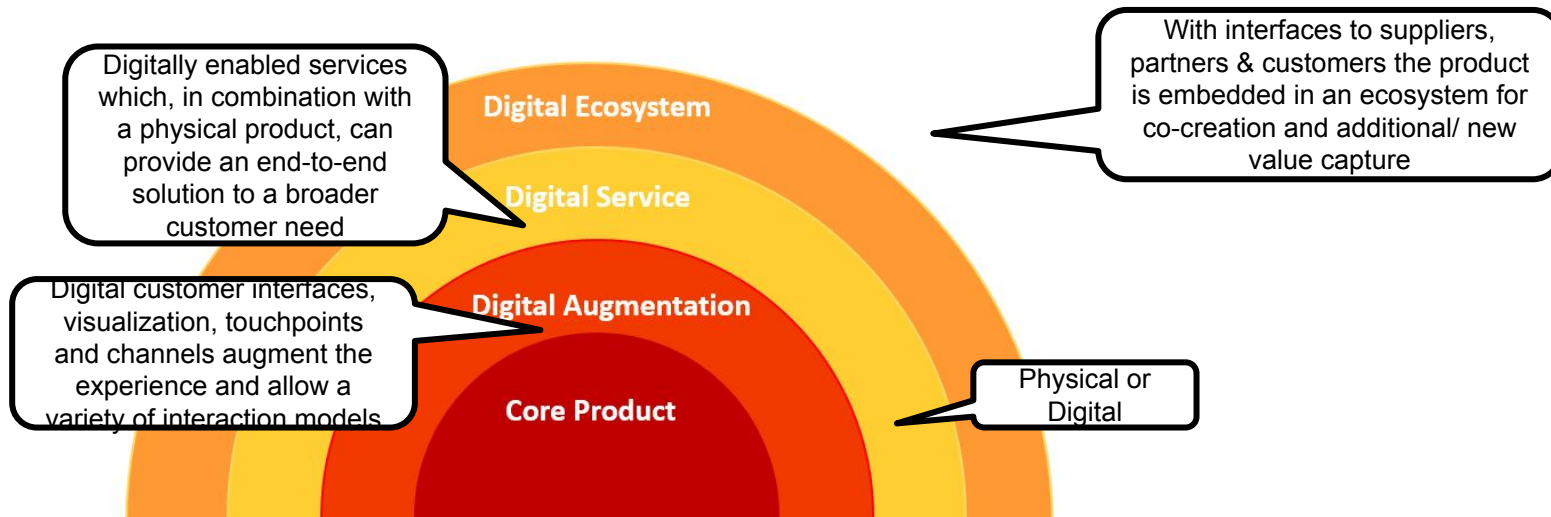 Digitally enabled services
which, in combination with
a physical product, can
provide an end-to-end
solution to a broader
customer need
With interfaces to suppliers,
partners & customers the product
is embedded in an ecosystem for
co-creation and additional/ new
value capture
Digital Ecosystem
Digital Service
Digital customer interfaces,
visualization, touchpoints
and channels augment the
experience and allow a
variety of interaction models
Digital Augmentation
Core Product
Physical or
Digital